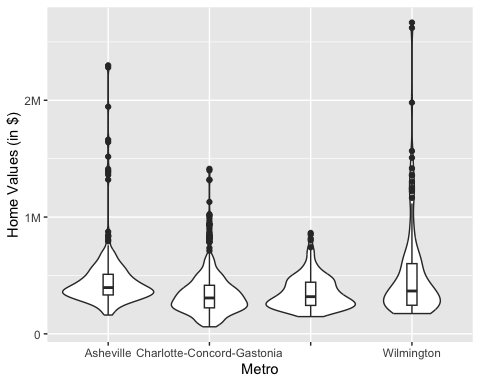 Home Values (in $)
2M
1M
0
Asheville Charlotte-Concord-Gastonia Wilmington
Metro